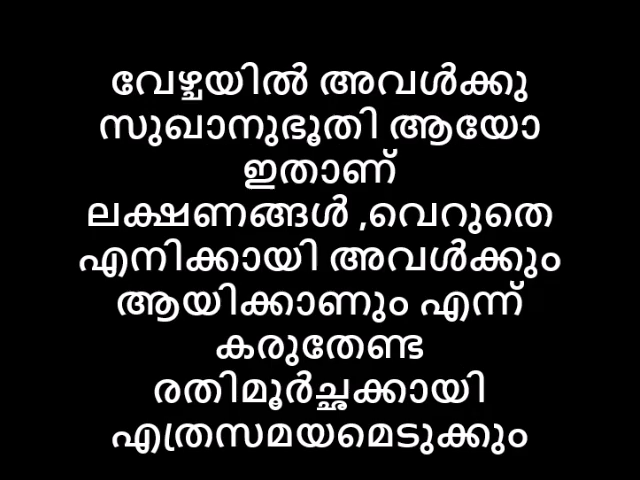 വേഴ്ചയിൽ അവൾക്കു
സുഖാനുഭൂതി ആയോ
ഇതാണ്
ലക്ഷണങ്ങൾ ,വെറുതെ
എനിക്കായി അവൾക്കും
ആയിക്കാണും എന്ന്
കരുതേണ്ട
രതിമൂർച്ഛക്കായി
എത്രസമയമെടുക്കും